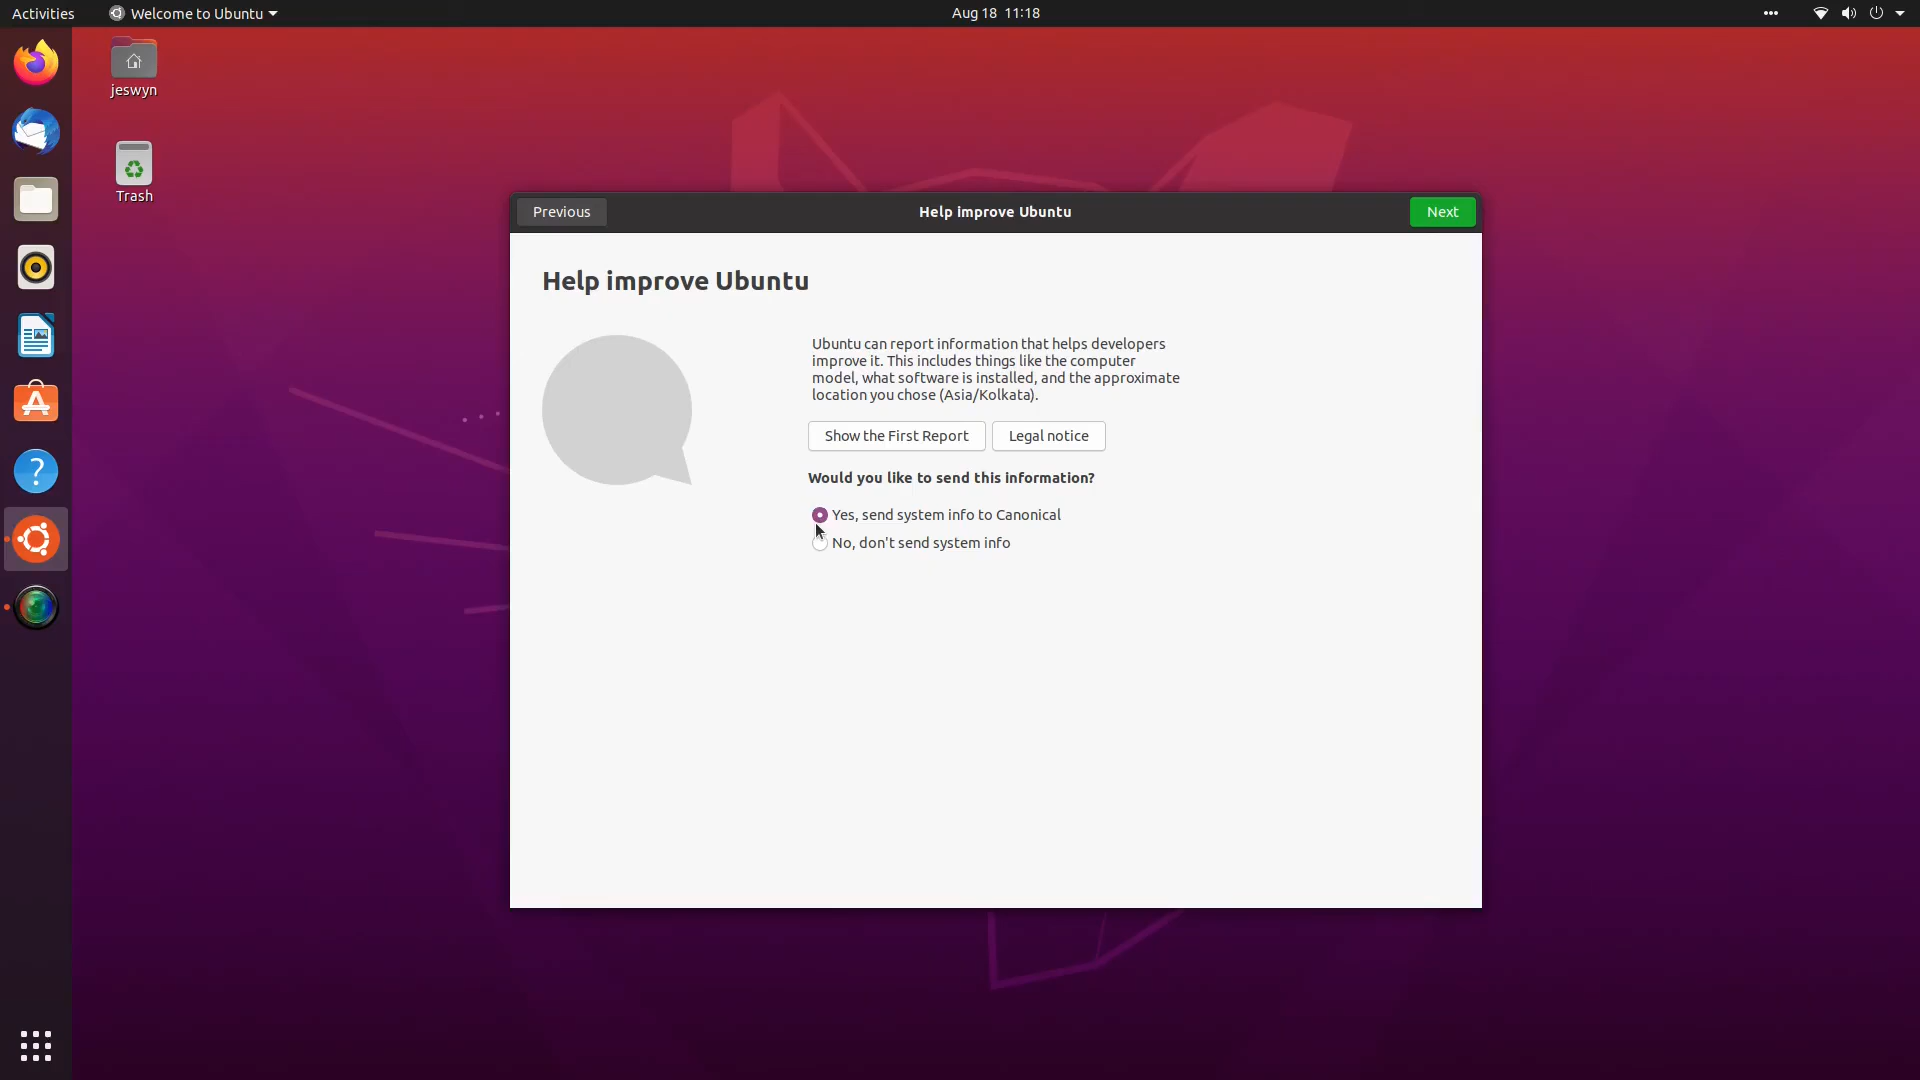 Activities
Welcome to Ubuntu
Aug 18 11:18
jeswyn
Trash
Previous
Help improve Ubuntu
Next
Help improve Ubuntu
Ubuntu can report information that helps developers
improve it. This includes things like the computer
model, what software is installed, and the approximate
location you chose (Asia/Kolkata).
Show the First Report
Legal notice
Would you like to send this information?
Yes, send system info to Canonical
No, don't send system info